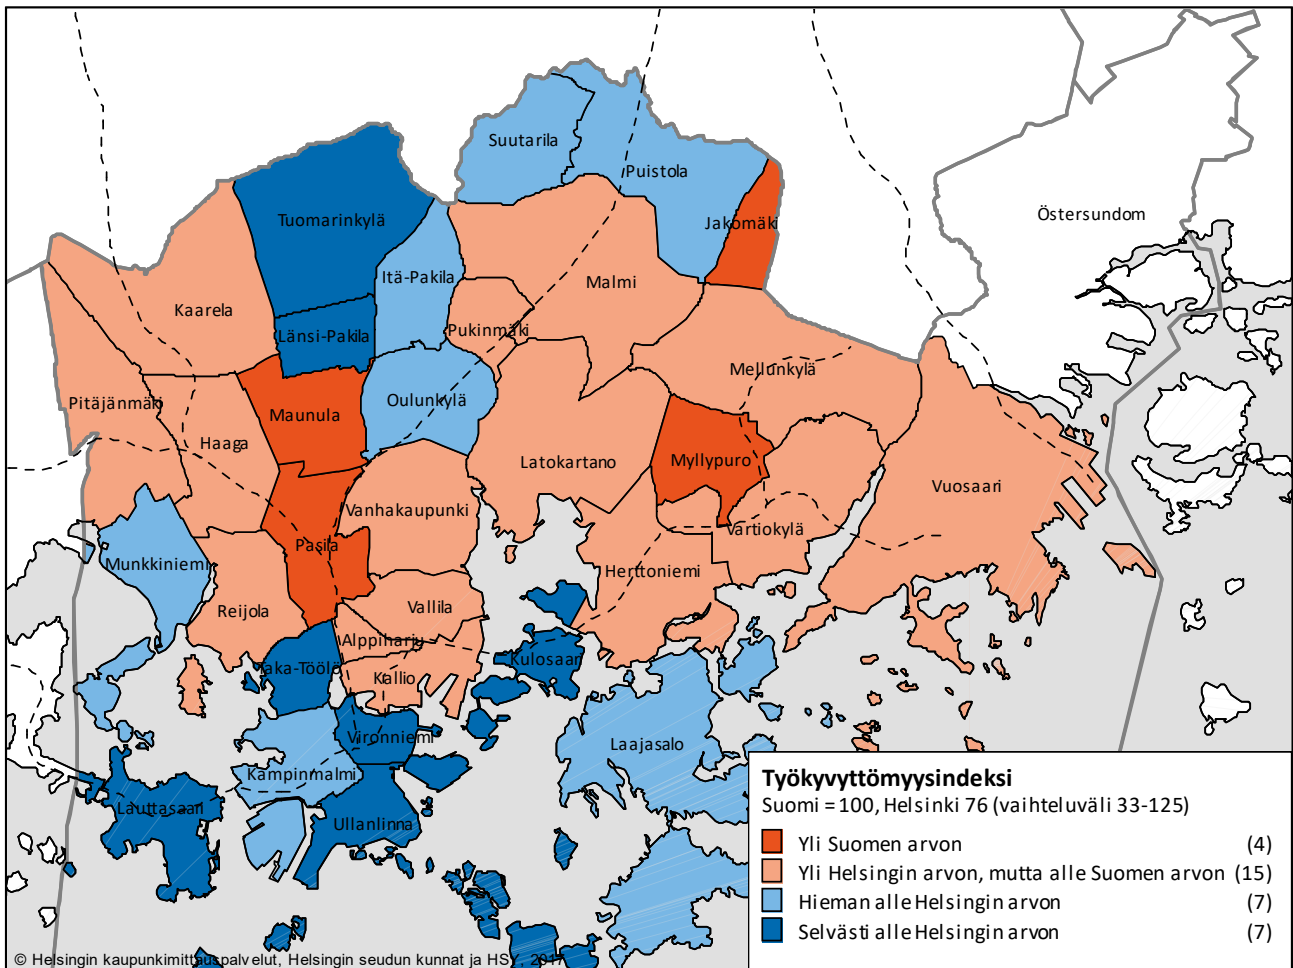 Suutarila
Puistola
Östersundom
Tuomarinkylä
Jakomäki
Itä-Pakila
Malmi
Kaarela
Länsi-Pakila
Pukinmäki
Mellunkylä
Pitäjänmäki
Maunula
Oulunkylä
Haaga
Latokartano
Myllypuro
Vuosaari
Vanhakaupunki
Vartiokylä
Pasila
Munkkiniemi
Herttoniemi
Reijola
Vallila
Alppiharju
Taka-Töölö
Kulosaari
Kallio
Vironniemi
Laajasalo
Kampinmalmi
Lauttasaari
Ullanlinna
Työkyvyttömyysindeksi
Suomi = 100, Helsinki 76 (vaihteluväli 33-125)
Yli Suomen arvon (4)
Yli Helsingin arvon, mutta alle Suomen arvon (15)
Hieman alle Helsingin arvon (7)
Selvästi alle Helsingin arvon (7)
© Helsingin kaupunkimittauspalvelut, Helsingin seudun kunnat ja HSY, 2017